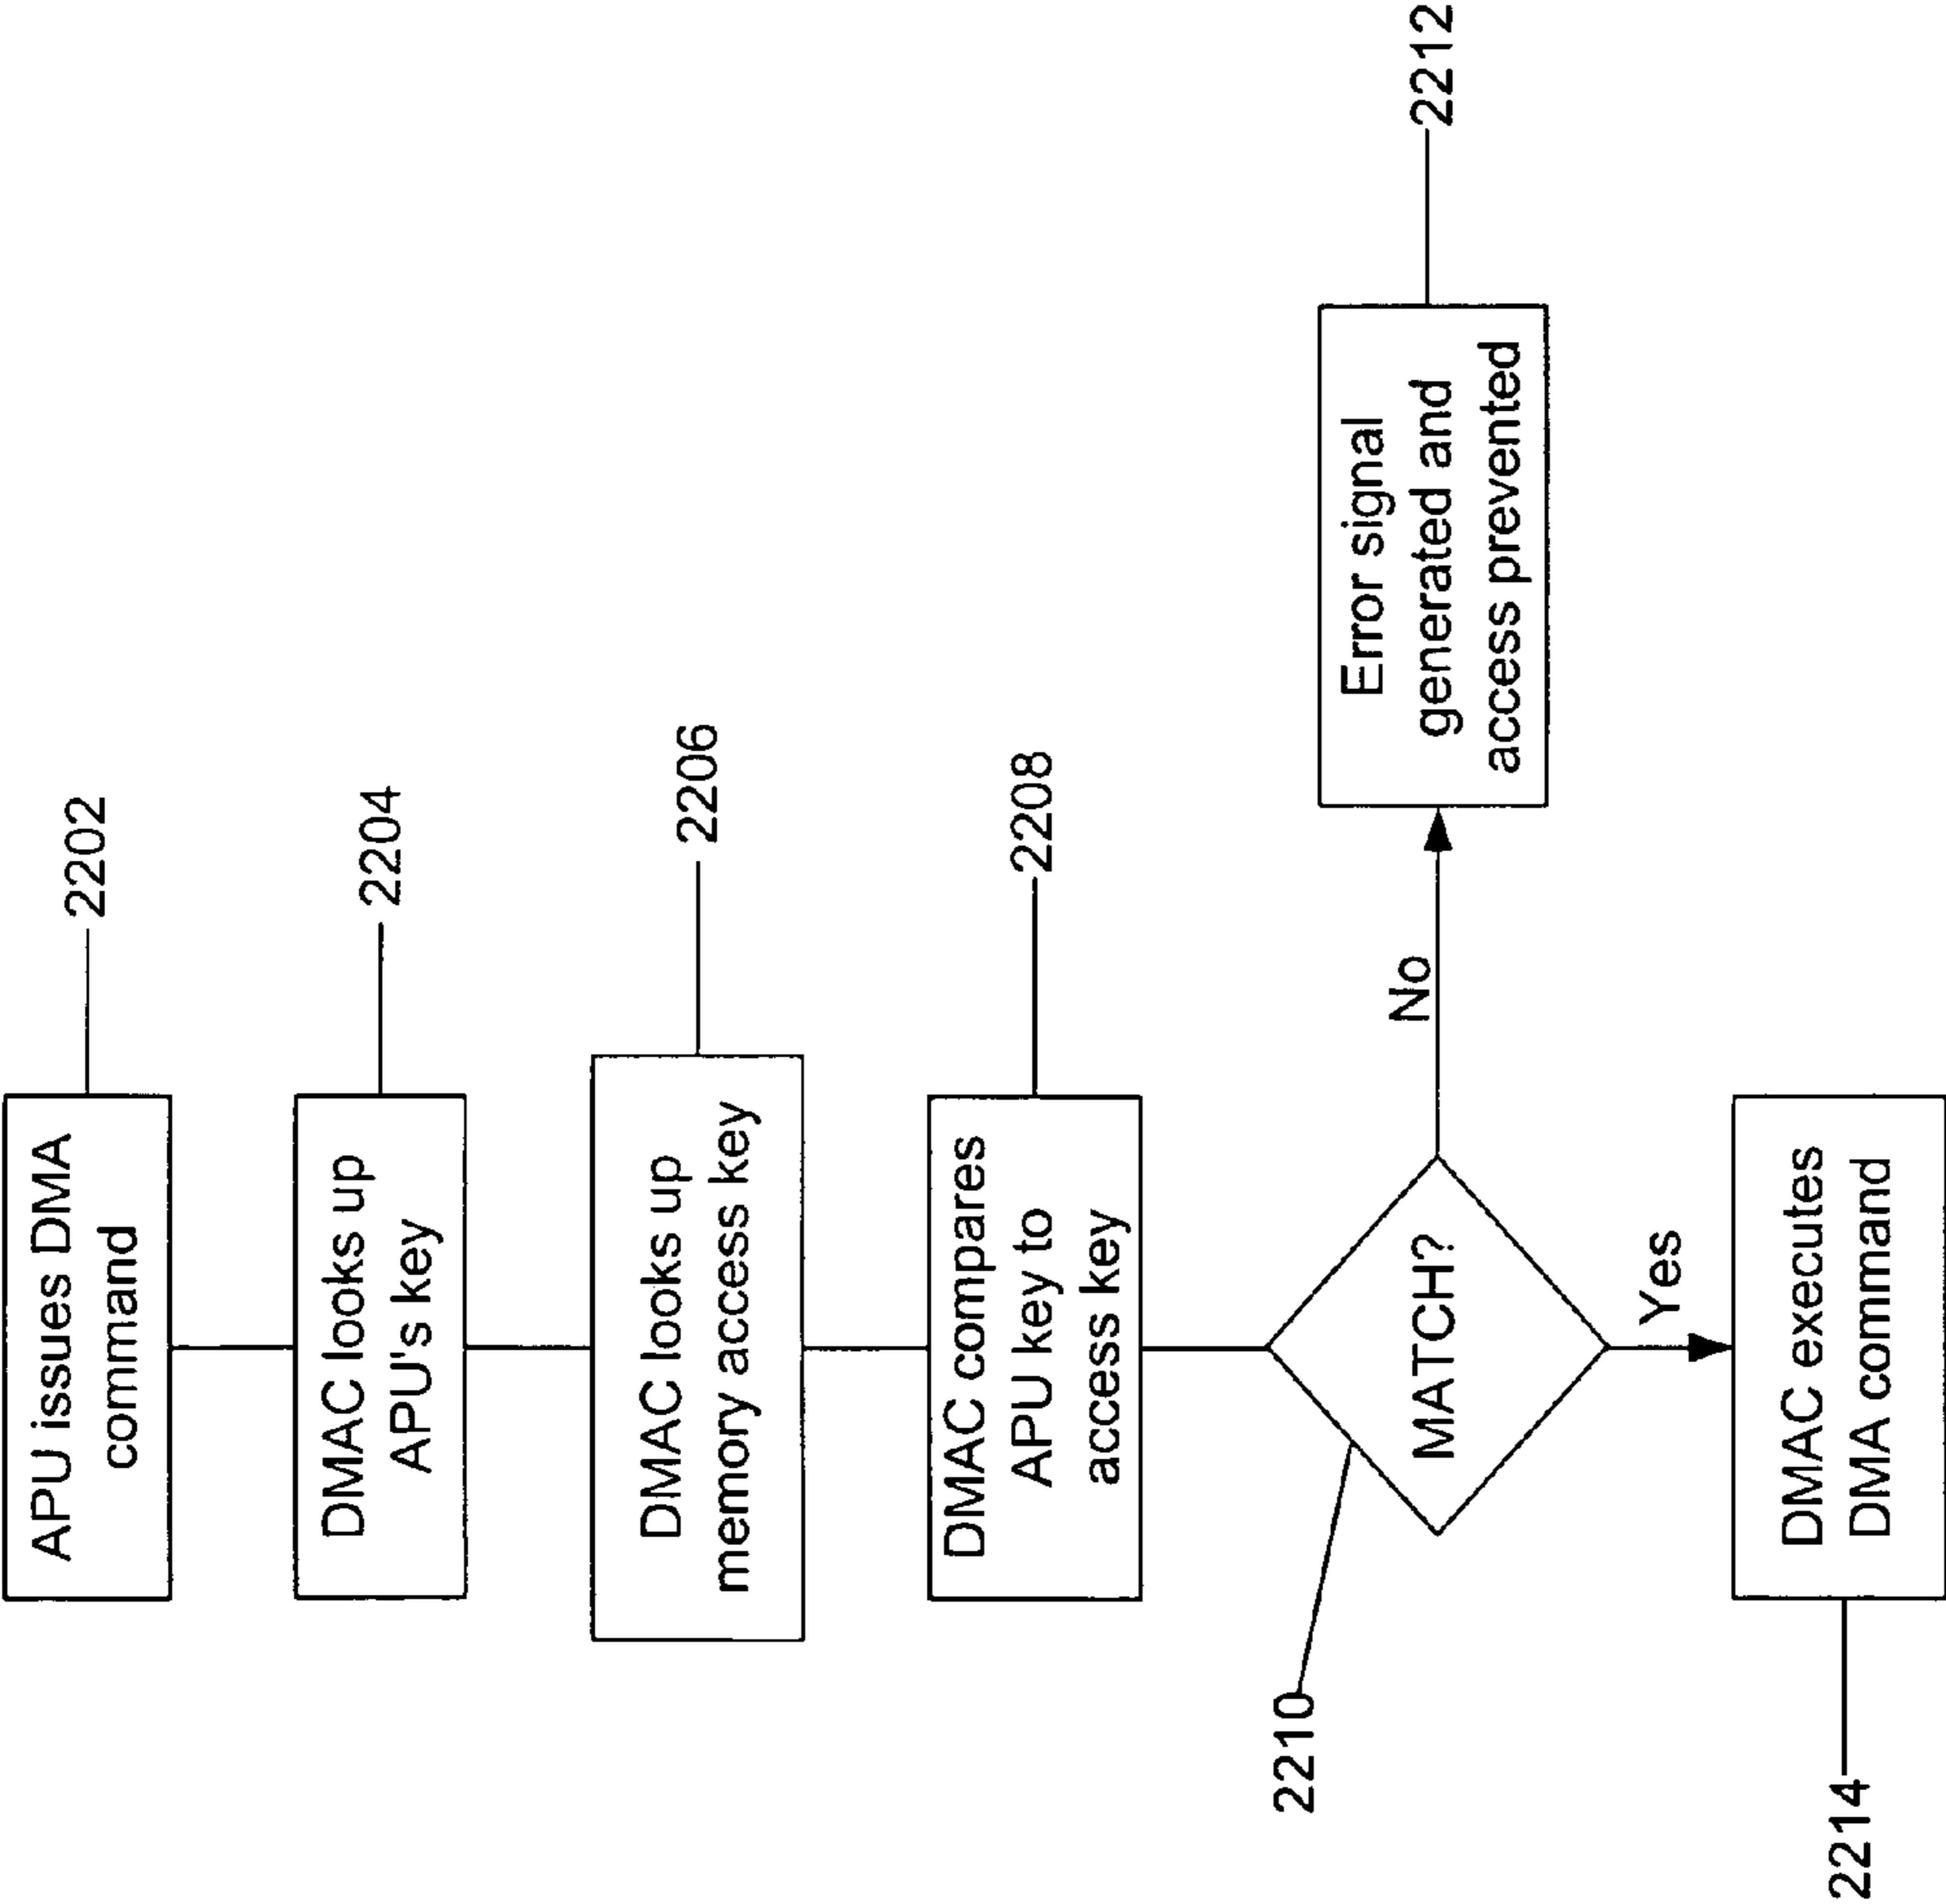 APU issues DMA
command
2202
DMAC looks up
APU's key
2204
DMAC looks up
memory access key
2206
DMAC compares
APU key to
access key
2208
2210
MATCH?
No
Error signal
generated and
access prevented
2212
Yes
DMAC executes
DMA command
2214